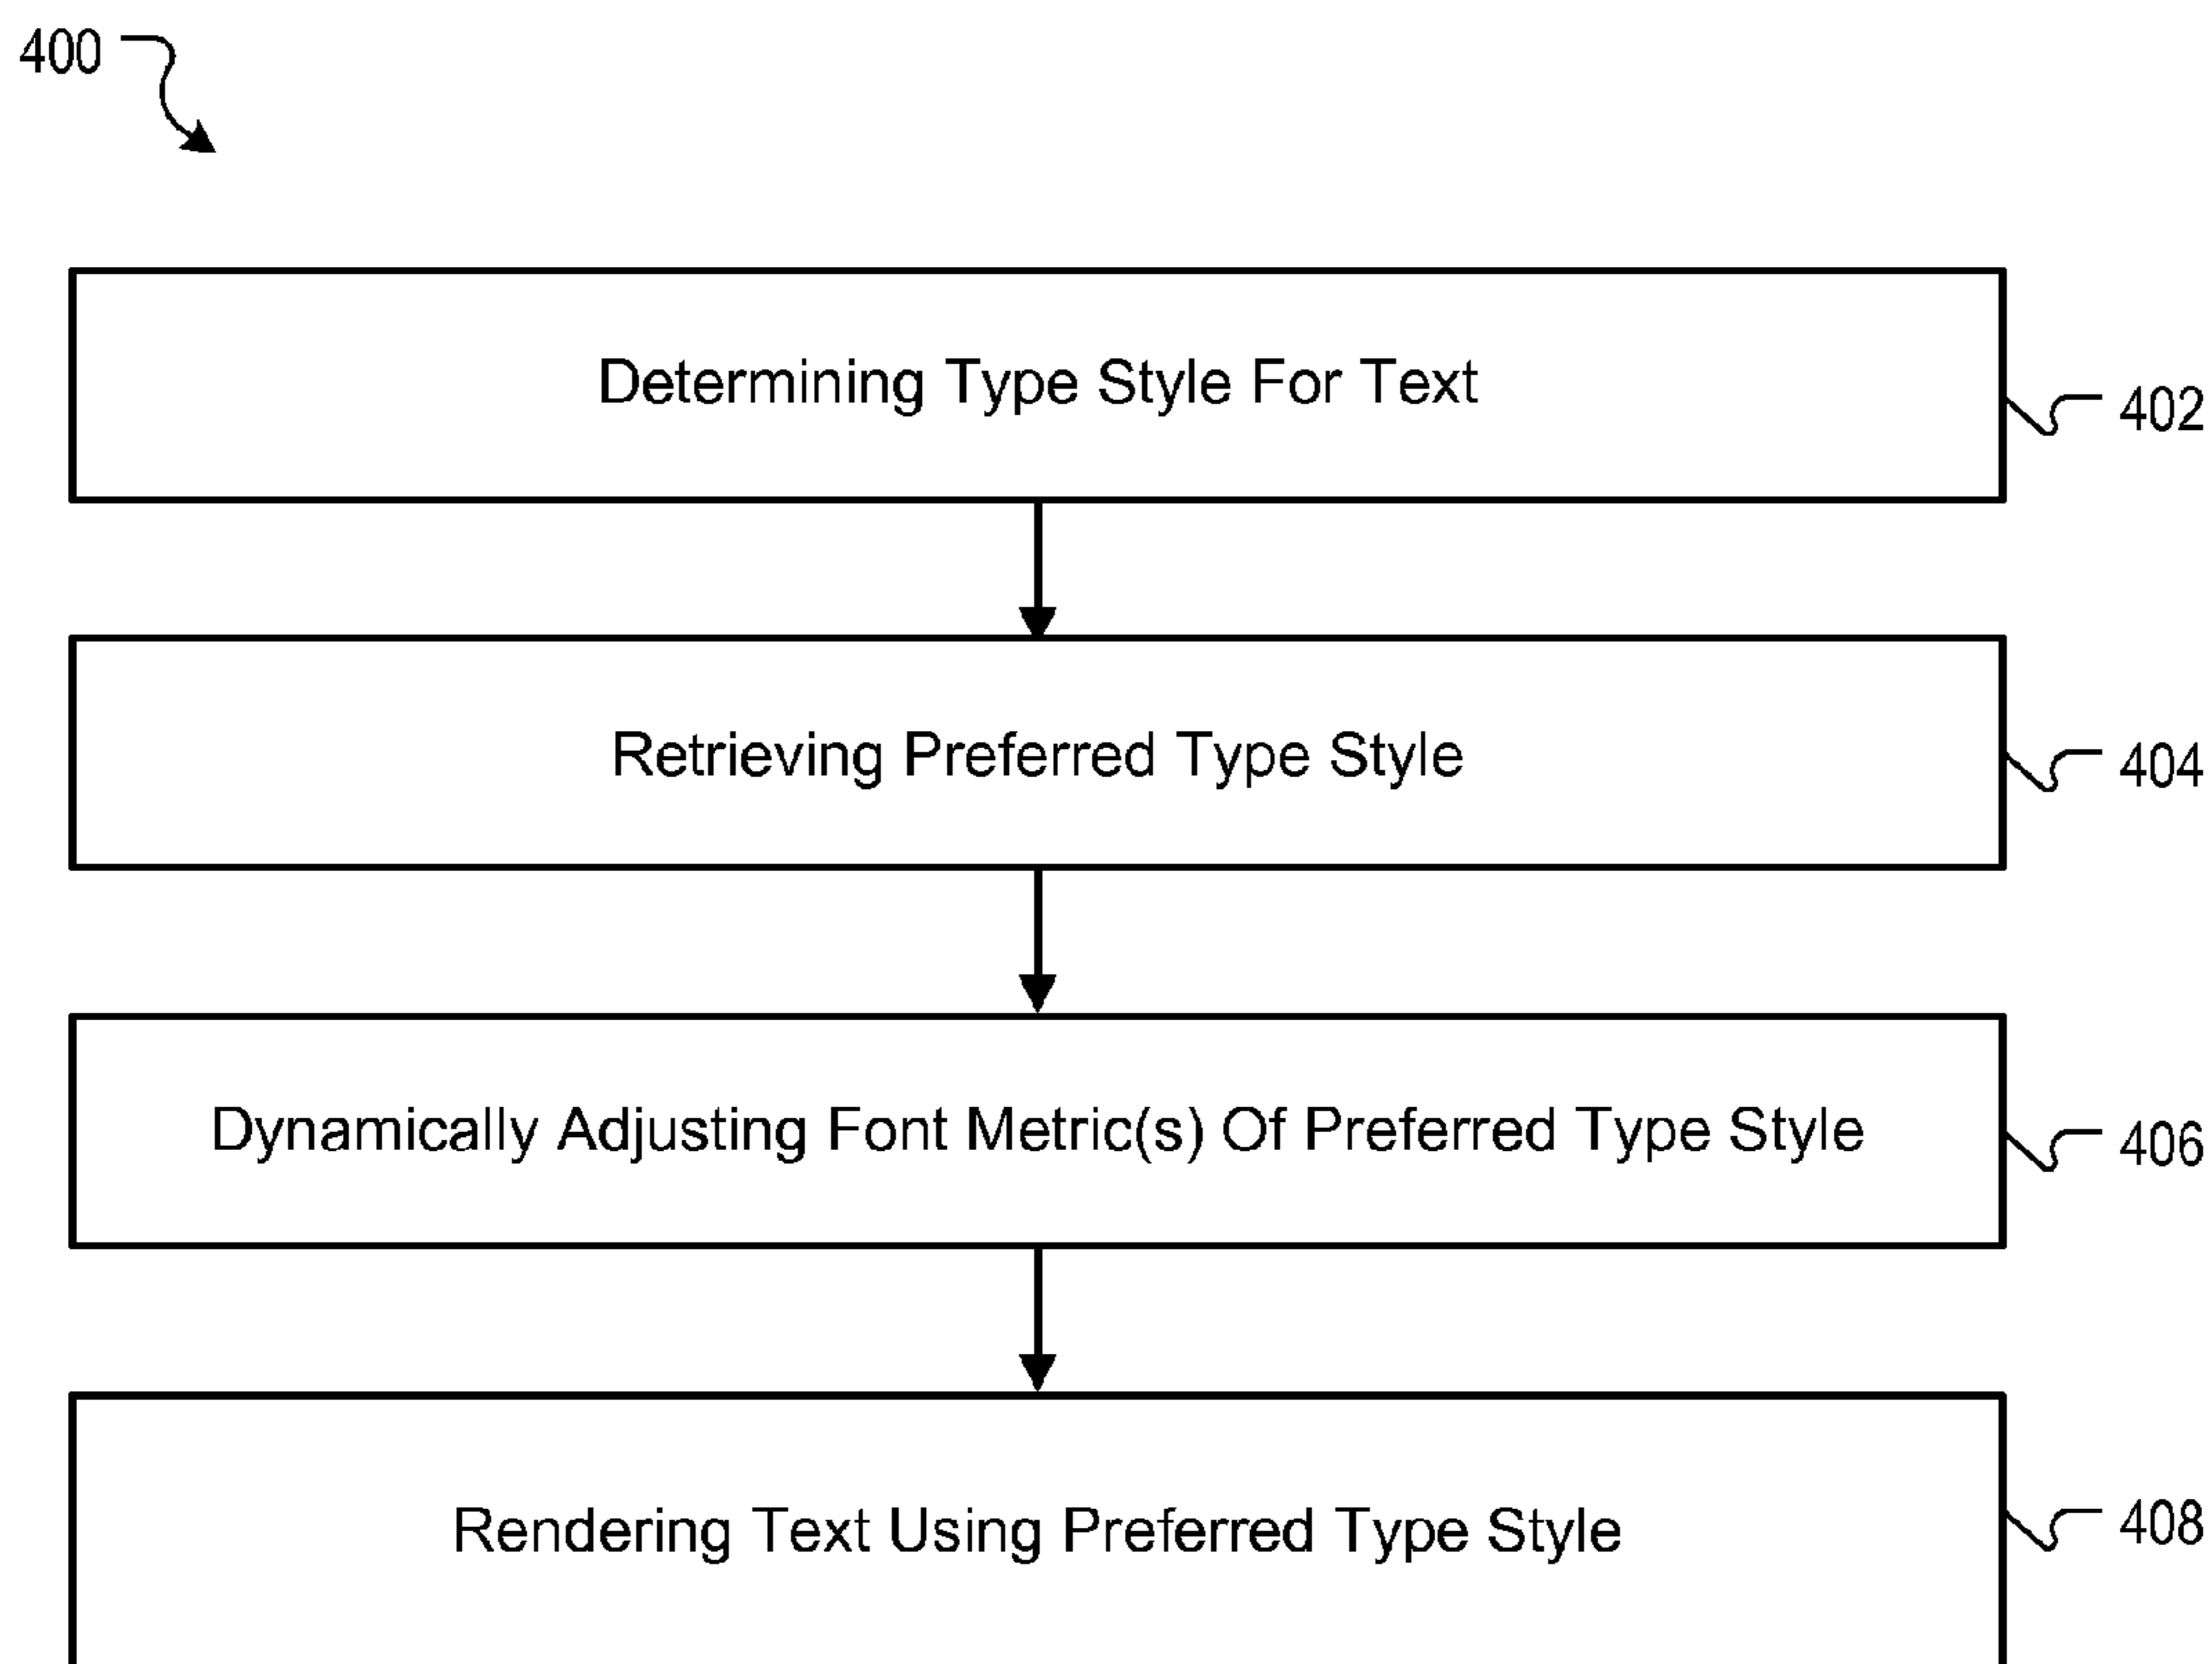 400
Determining Type Style For Text
402
Retrieving Preferred Type Style
404
Dynamically Adjusting Font Metric(s) Of Preferred Type Style
406
Rendering Text Using Preferred Type Style
408